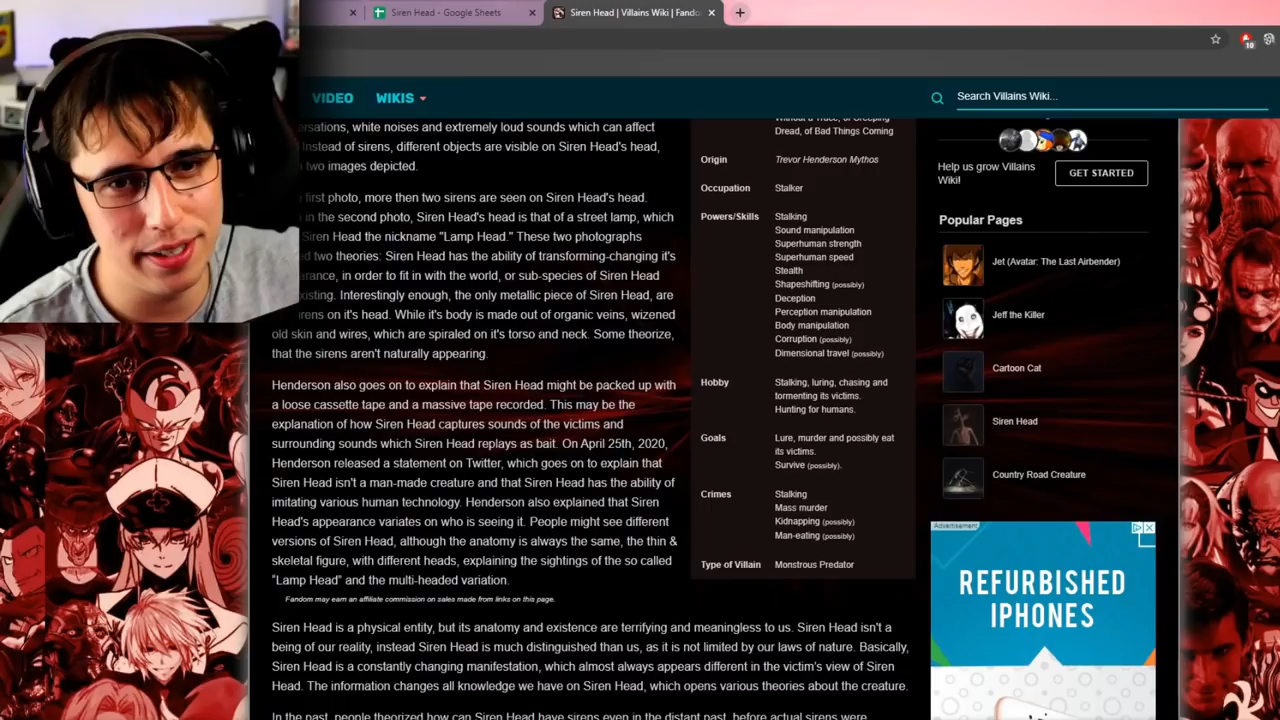 Siren Head - Google Sheets
Siren Head | Villains Wiki | Fando
10
VIDEO
WIKIS
Search Villains Wiki...
ersations, white noises and extremely loud sounds which can affect
Instead of sirens, different objects are visible on Siren Head's head,
two images depicted.
first photo, more then two sirens are seen on Siren Head's head.
in the second photo, Siren Head's head is that of a street lamp, which
Siren Head the nickname "Lamp Head." These two photographs
ed two theories: Siren Head has the ability of transforming-changing it's
arance, in order to fit in with the world, or sub-species of Siren Head
xisting. Interestingly enough, the only metallic piece of Siren Head, are
irens on it's head. While it's body is made out of organic veins, wizened
old skin and wires, which are spiraled on it's torso and neck. Some theorize,
that the sirens aren't naturally appearing.
Henderson also goes on to explain that Siren Head might be packed up with
a loose cassette tape and a massive tape recorded. This may be the
explanation of how Siren Head captures sounds of the victims and
surrounding sounds which Siren Head replays as bait. On April 25th, 2020,
Henderson released a statement on Twitter, which goes on to explain that
Siren Head isn't a man-made creature and that Siren Head has the ability of
imitating various human technology. Henderson also explained that Siren
Head's appearance variates on who is seeing it. People might see different
versions of Siren Head, although the anatomy is always the same, the thin &
skeletal figure, with different heads, explaining the sightings of the so called
"Lamp Head" and the multi-headed variation.
Fandom may earn an affiliate commission on sales made from links on this page.
Siren Head is a physical entity, but its anatomy and existence are terrifying and meaningless to us. Siren Head isn't a
being of our reality, instead Siren Head is much distinguished than us, as it is not limited by our laws of nature. Basically,
Siren Head is a constantly changing manifestation, which almost always appears different in the victim's view of Siren
Head. The information changes all knowledge we have on Siren Head, which opens various theories about the creature.
In the past, people theorized how can Siren Head have sirens even in the distant past, before actual sirens were
Without a Trace, of Creeping
Dread, of Bad Things Coming
Origin
Trevor Henderson Mythos
Occupation
Stalker
Powers/Skills
Stalking
Sound manipulation
Superhuman strength
Superhuman speed
Stealth
Shapeshifting (possibly)
Deception
Perception manipulation
Body manipulation
Corruption (possibly)
Dimensional travel (possibly)
Hobby
Stalking, luring, chasing and
tormenting its victims.
Hunting for humans.
Goals
Lure, murder and possibly eat
its victims.
Survive (possibly).
Crimes
Stalking
Mass murder
Kidnapping (possibly)
Man-eating (possibly)
Type of Villain
Monstrous Predator
Help us grow Villains
Wiki!
GET STARTED
Popular Pages
Jet (Avatar: The Last Airbender)
Jeff the Killer
Cartoon Cat
Siren Head
Country Road Creature
Advertisement
REFURBISHED
IPHONES